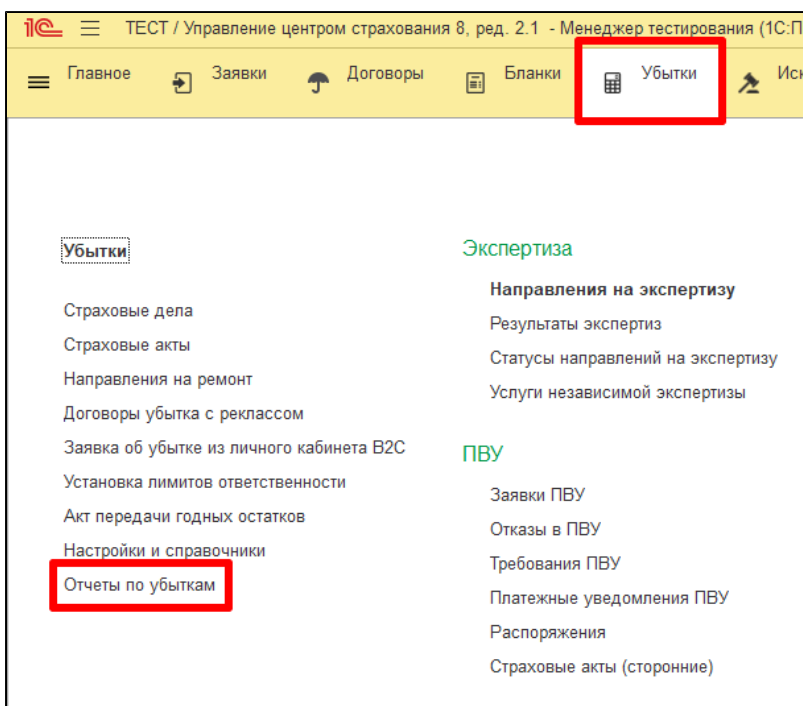 1С ТЕСТ / Управление центром страхования 8, ред. 2.1 - Менеджер тестирования (1С:П
Главное Заявки Договоры Бланки Убытки Иск
Убытки
Страховые дела
Страховые акты
Направления на ремонт
Договоры убытка с реклассом
Заявка об убытке из личного кабинета B2C
Установка лимитов ответственности
Акт передачи годных остатков
Настройки и справочники
Отчеты по убыткам
Экспертиза
Направления на экспертизу
Результаты экспертиз
Статусы направлений на экспертизу
Услуги независимой экспертизы
ПВУ
Заявки ПВУ
Отказы в ПВУ
Требования ПВУ
Платежные уведомления ПВУ
Распоряжения
Страховые акты (сторонние)